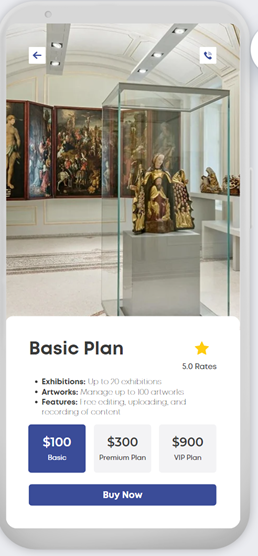 Basic Plan
5.0 Rates
• Exhibitions: Up to 20 exhibitions
• Artworks: Manage up to 100 artworks
• Features: Free editing, uploading, and
recording of content
$100
Basic
$300
Premium Plan
$900
VIP Plan
Buy Now